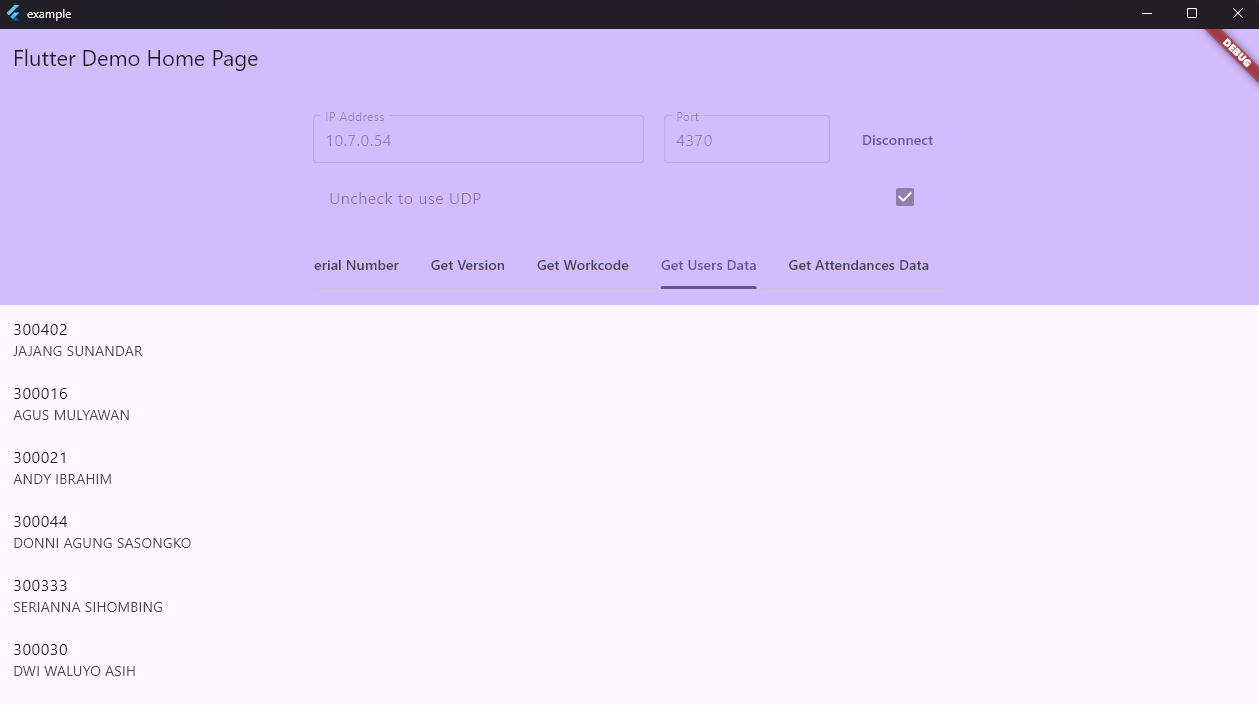 example
Flutter Demo Home Page
DEBUG
IP Address
10.7.0.54
Port
4370
Disconnect
Uncheck to use UDP
erial Number Get Version Get Workcode Get Users Data Get Attendances Data
300402
JAJANG SUNANDAR
300016
AGUS MULYAWAN
300021
ANDY IBRAHIM
300044
DONNI AGUNG SASONGKO
300333
SERIANNA SIHOMBING
300030
DWI WALUYO ASIH